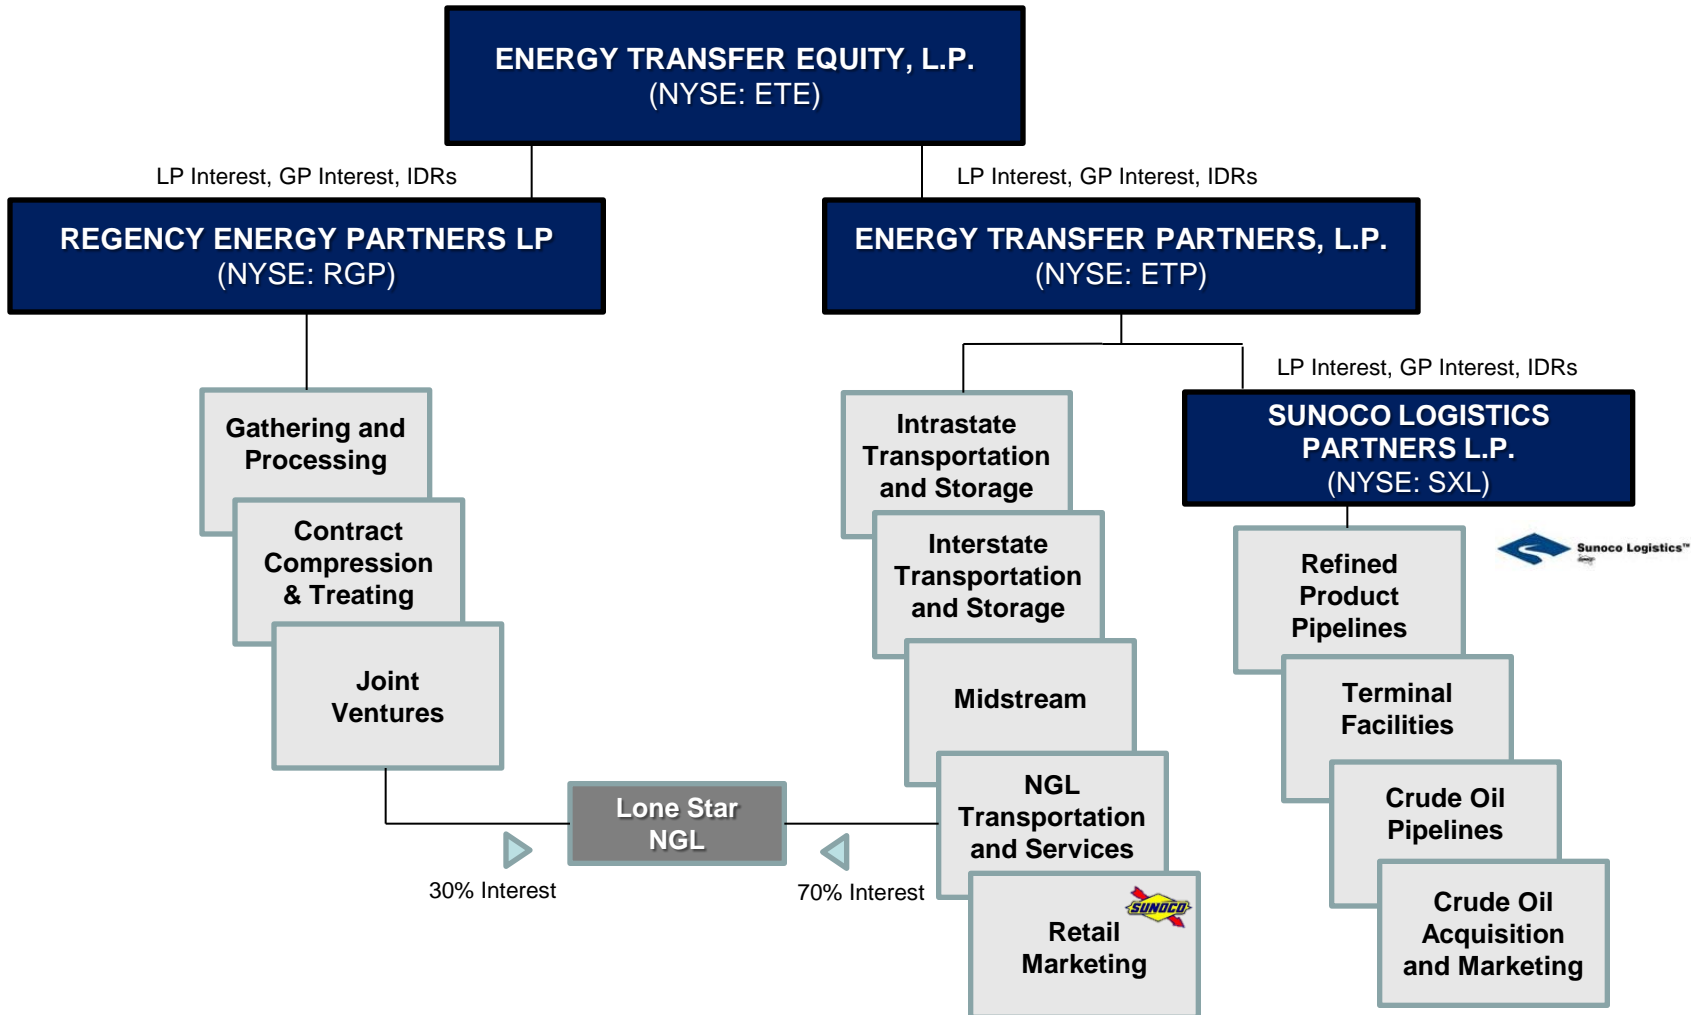 ENERGY TRANSFER EQUITY, L.P.
(NYSE: ETE)
LP Interest, GP Interest, IDRs
LP Interest, GP Interest, IDRs
REGENCY ENERGY PARTNERS LP
(NYSE: RGP)
ENERGY TRANSFER PARTNERS, L.P.
(NYSE: ETP)
LP Interest, GP Interest, IDRs
SUNOCO LOGISTICS
PARTNERS L.P.
(NYSE: SXL)
Gathering and
Processing
Contract
Compression
& Treating
Joint
Ventures
Lone Star
NGL
30% Interest
70% Interest
Intrastate
Transportation
and Storage
Interstate
Transportation
and Storage
Midstream
NGL
Transportation
and Services
SUNOCO
Retail
Marketing
Refined
Product
Pipelines
Sunoco Logistics™
Terminal
Facilities
Crude Oil
Pipelines
Crude Oil
Acquisition
and Marketing